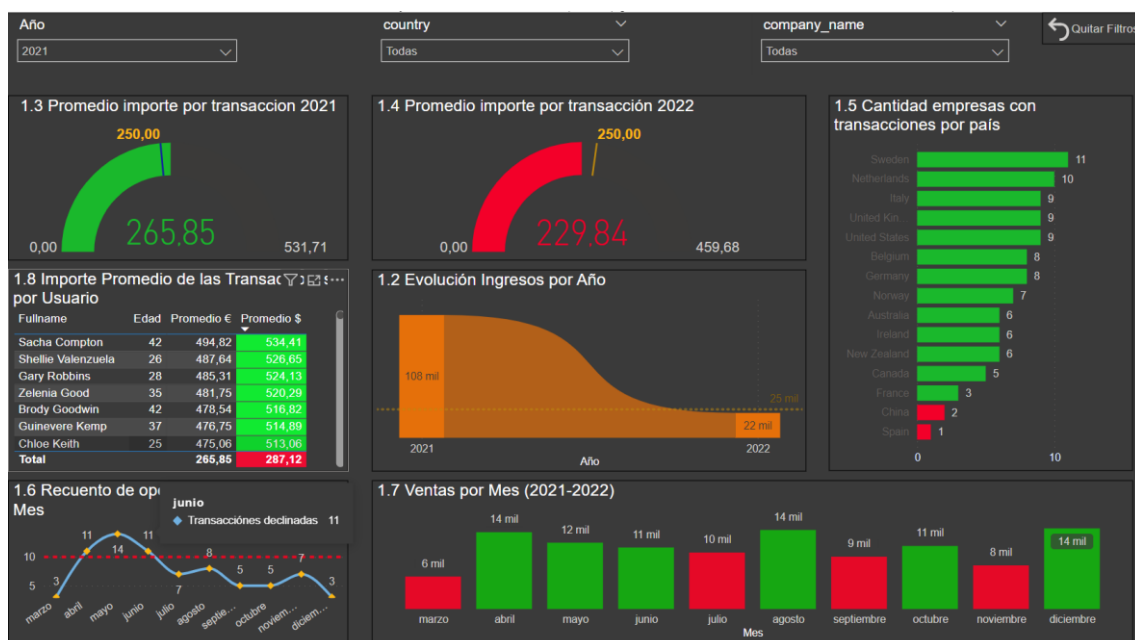 Año
2021
country
Todas
company_name
Todas
Quitar Filtros
1.3 Promedio importe por transaccion 2021
250,00
265,85
0,00
531,71
1.4 Promedio importe por transacción 2022
250,00
229,84
0,00
459,68
1.5 Cantidad empresas con
transacciones por país
Sweden 11
Netherlands 10
Italy 9
United Kin... 9
United States 9
Belgium 8
Germany 8
Norway 7
Australia 6
Ireland 6
New Zealand 6
Canada 5
France 3
China 2
Spain 1
0 10
1.8 Importe Promedio de las Transac
por Usuario
Fullname Edad Promedio € Promedio $
Sacha Compton 42 494,82 534,41
Shellie Valenzuela 26 487,64 526,65
Gary Robbins 28 485,31 524,13
Zelenia Good 35 481,75 520,29
Brody Goodwin 42 478,54 516,82
Guinevere Kemp 37 476,75 514,89
Chloe Keith 25 475,06 513,06
Total 265,85 287,12
1.2 Evolución Ingresos por Año
108 mil
25 mil
22 mil
2021 2022
Año
1.6 Recuento de op
Mes
junio
Transacciónes declinadas 11
10
5
3 11 14 11 7 8 5 5 7 3
marzo abril mayo junio julio agosto septie... octubre noviem... diciem...
1.7 Ventas por Mes (2021-2022)
6 mil 14 mil 12 mil 11 mil 10 mil 14 mil 9 mil 11 mil 8 mil 14 mil
marzo abril mayo junio julio agosto septiembre octubre noviembre diciembre
Mes